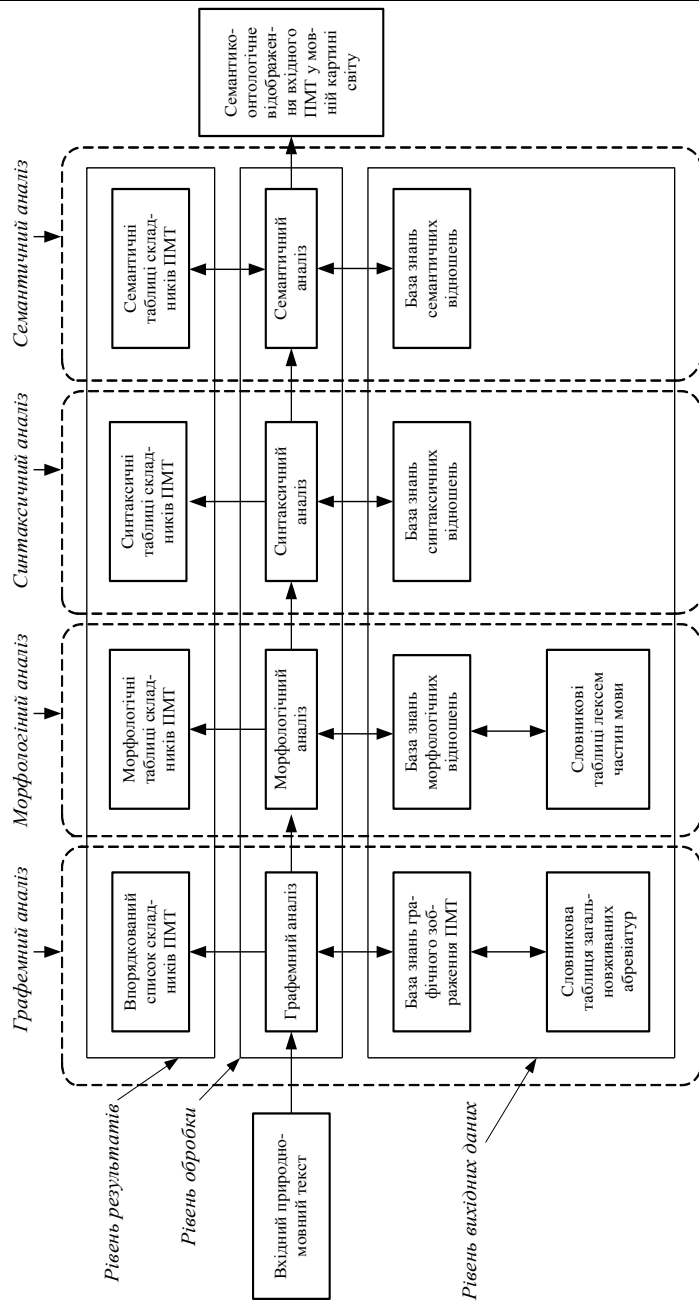 Графемний аналіз
Морфолосіний аналіз
Синтаксичний аналіз
Семантичний аналіз
Рівень результатів
Впорядкований
список склад-
ників ПМТ
Морфологічні
таблиці склад-
ників ПМТ
Синтаксичні
таблиці склад-
ників ПМТ
Семантичні
таблиці склад-
ників ПМТ
Рівень обробки
Вхідний природно-
мовний текст
Графемний аналіз
Морфологічний
аналіз
Синтаксичний
аналіз
Семантичний
аналіз
Семантико-
онтологічне
відображен-
ня вхідного
ПМТ у мов-
ній картині
світу
Рівень вихідних даних
База знань гра-
фічного зоб-
раження ПМТ
База знань
морфологічних
відношень
База знань
синтаксичних
відношень
База знань
семантичних
відношень
Словникова
таблиця загаль-
новживаних
абревіатур
Словникові
таблиці лексем
частин мови